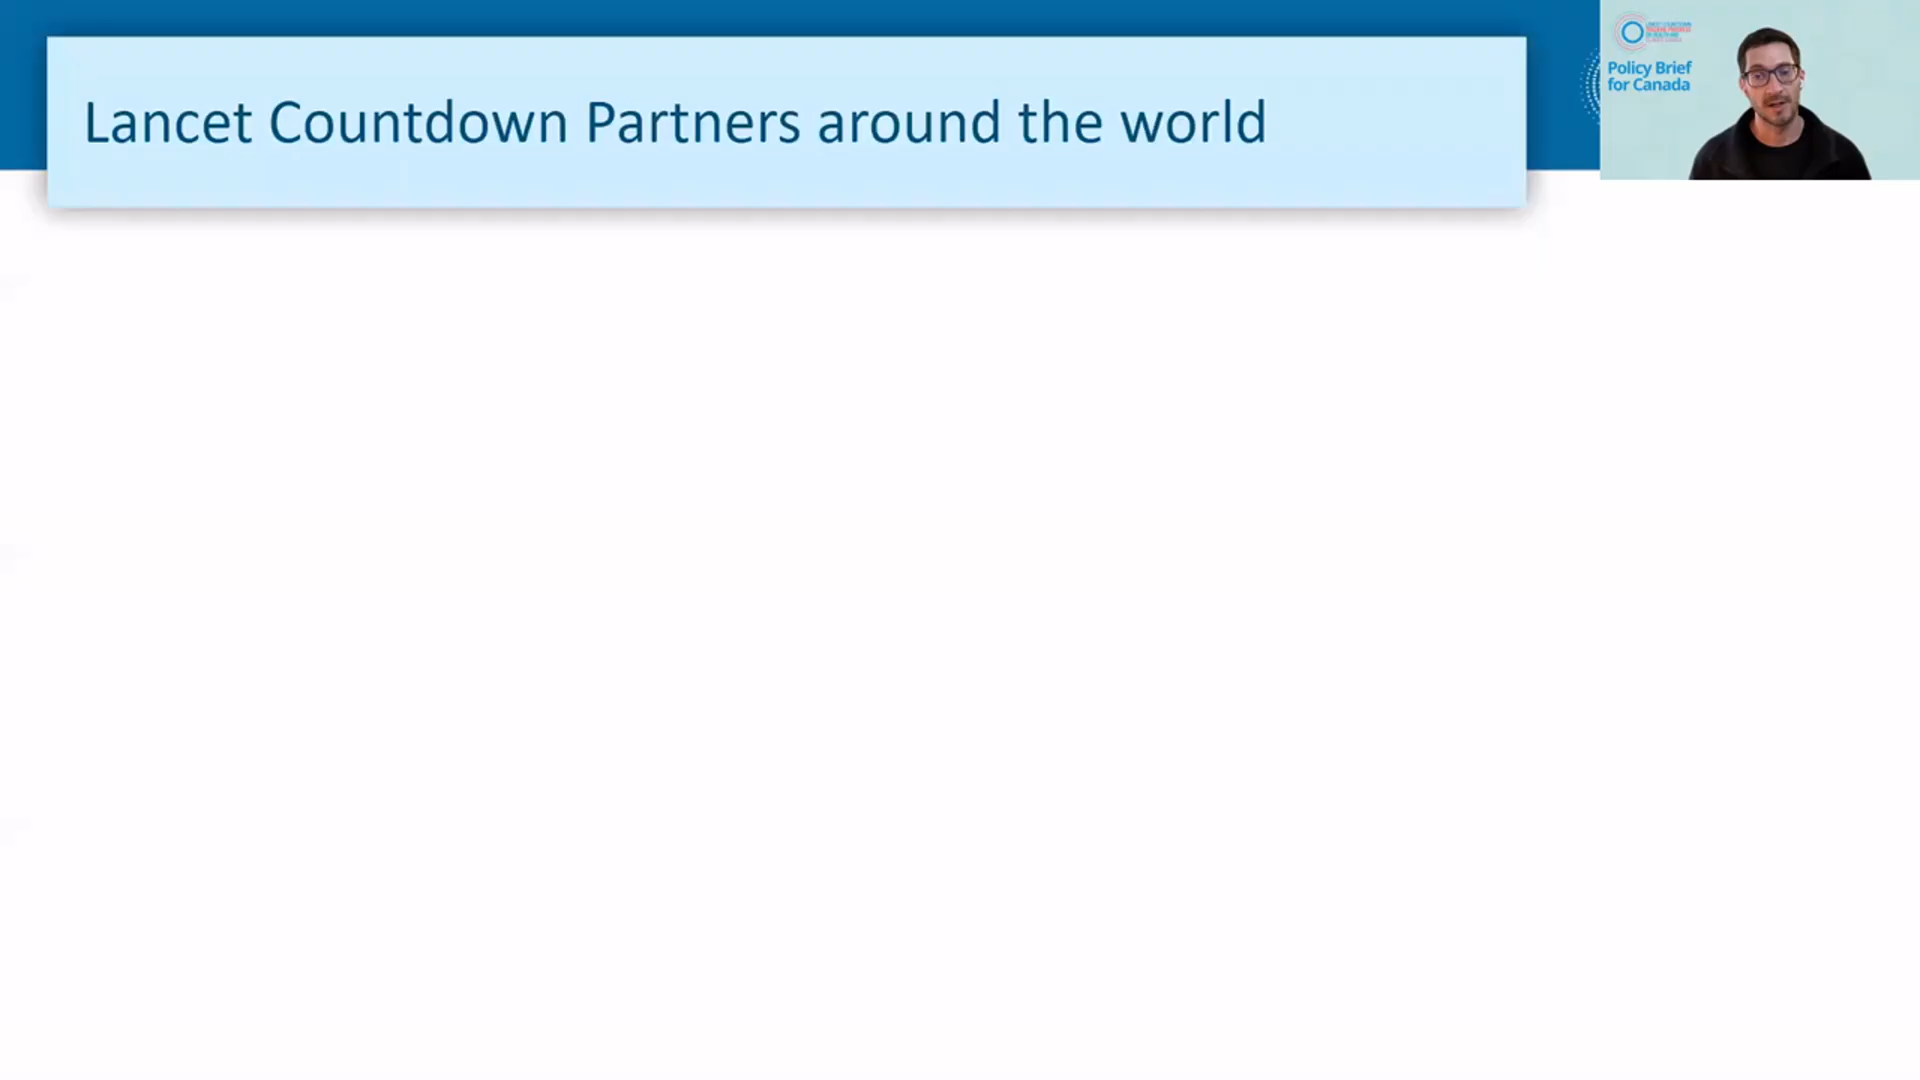 Lancet Countdown Partners around the world
Policy Brief
for Canada